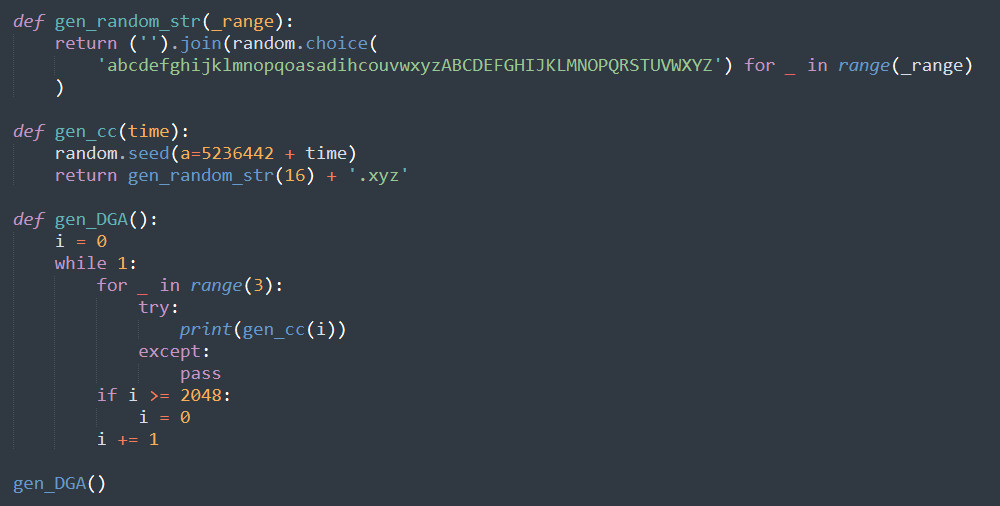 def gen_random_str(_range):
    return ('').join(random.choice(
        'abcdefghijklmnopqoasadihcouvwxyzABCDEFGHIJKLMNOPQRSTUVWXYZ') for _ in range(_range)
    )
def gen_cc(time):
    random.seed(a=5236442 + time)
    return gen_random_str(16) + '.xyz'
def gen_DGA():
    i = 0
    while 1:
        for _ in range(3):
            try:
                print(gen_cc(i))
            except:
                pass
        if i >= 2048:
            i = 0
        i += 1
gen_DGA()